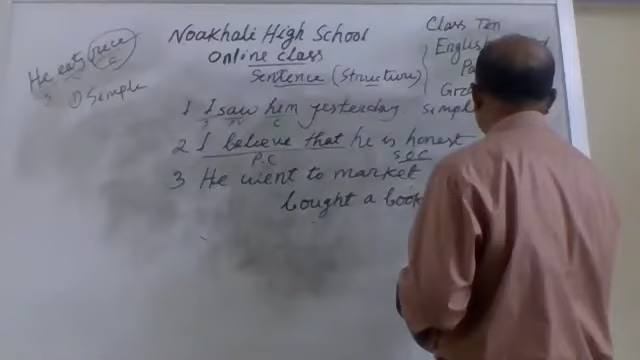 Noakhali High School
Online class
Sentence (Structure)
Class Ten
English
Simple
He eats rice
S
① Simple
1 I saw him yesterday
S V C
2 I believe that he is honest
P.C S.O.C
3 He went to market
bought a book